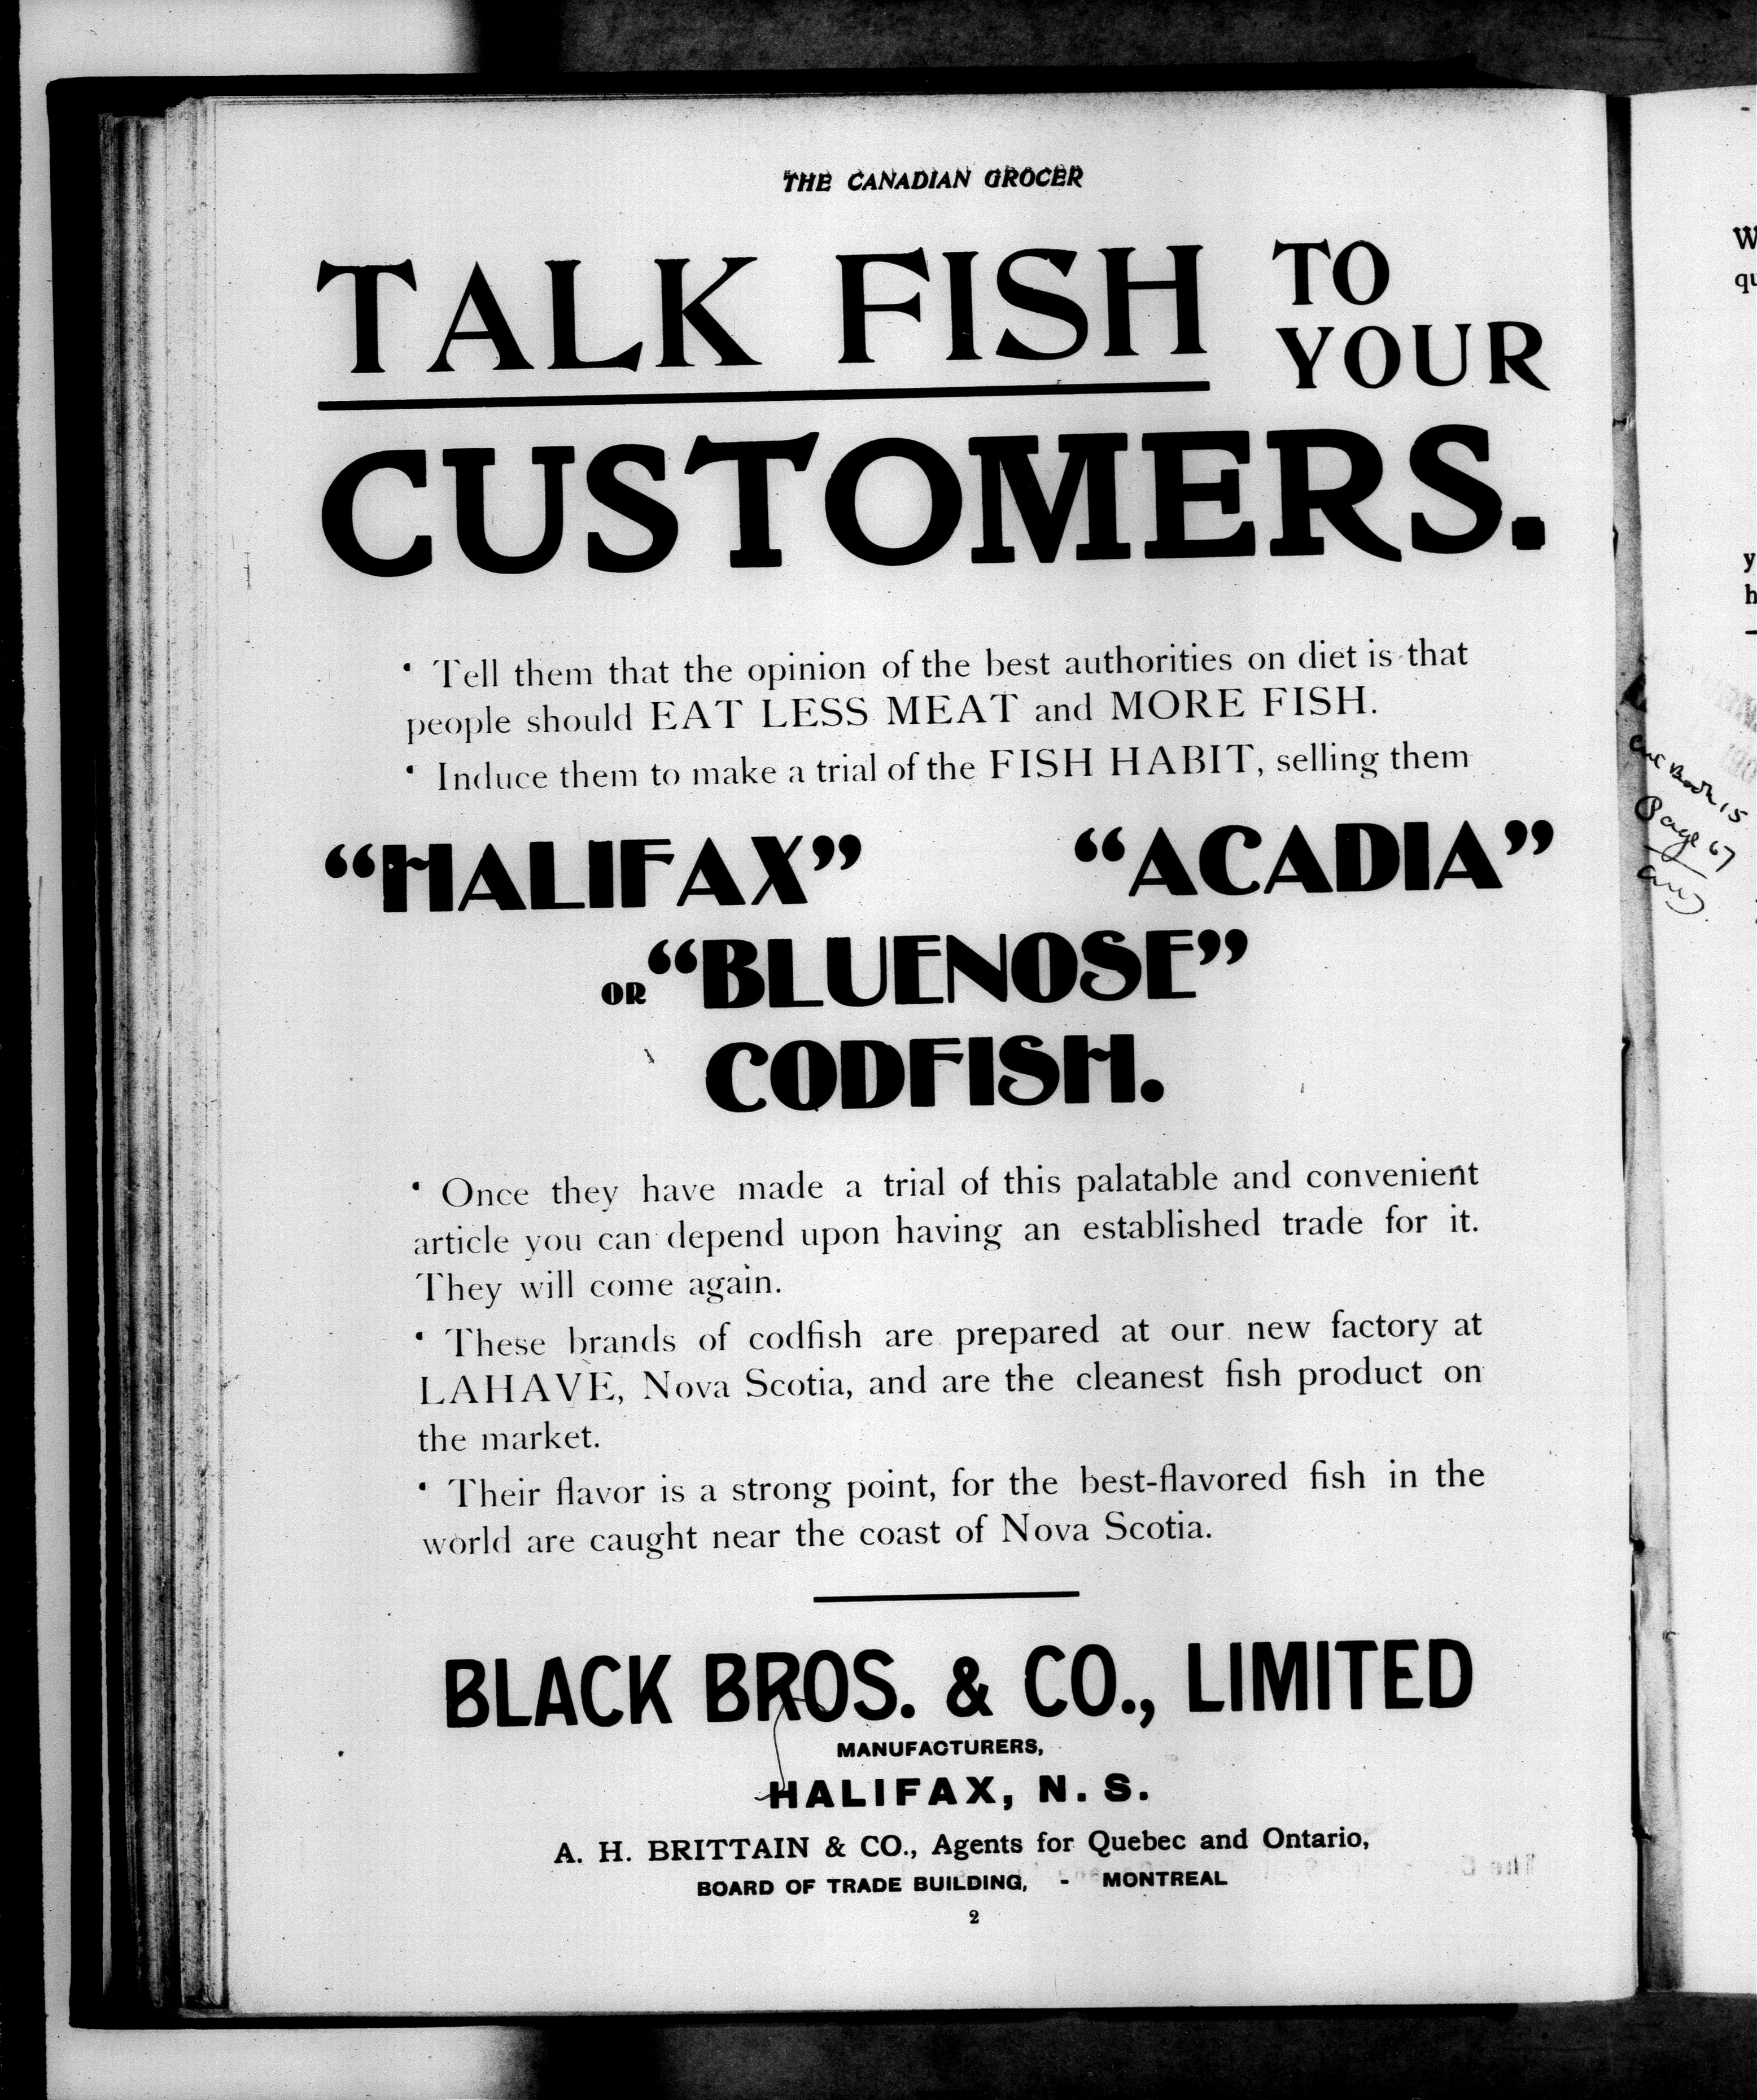 THE CANADIAN GROCER
TALK FISH TO YOUR
CUSTOMERS.
' Tell them that the opinion of the best authorities on diet is that
people should EAT LESS MEAT and MORE FISH.
' Induce them to make a trial of the FISH HABIT, selling them
“HALIFAX” “ACADIA”
OR “BLUENOSE”
CODFISH.
' Once they have made a trial of this palatable and convenient
article you can depend upon having an established trade for it.
They will come again.
' These brands of codfish are prepared at our new factory at
LAHAVE, Nova Scotia, and are the cleanest fish product on
the market.
' Their flavor is a strong point, for the best-flavored fish in the
world are caught near the coast of Nova Scotia.
BLACK BROS. & CO., LIMITED
MANUFACTURERS,
HALIFAX, N. S.
A. H. BRITTAIN & CO., Agents for Quebec and Ontario,
BOARD OF TRADE BUILDING, - MONTREAL
2
W
qu
y
h
Book 15
Page 67